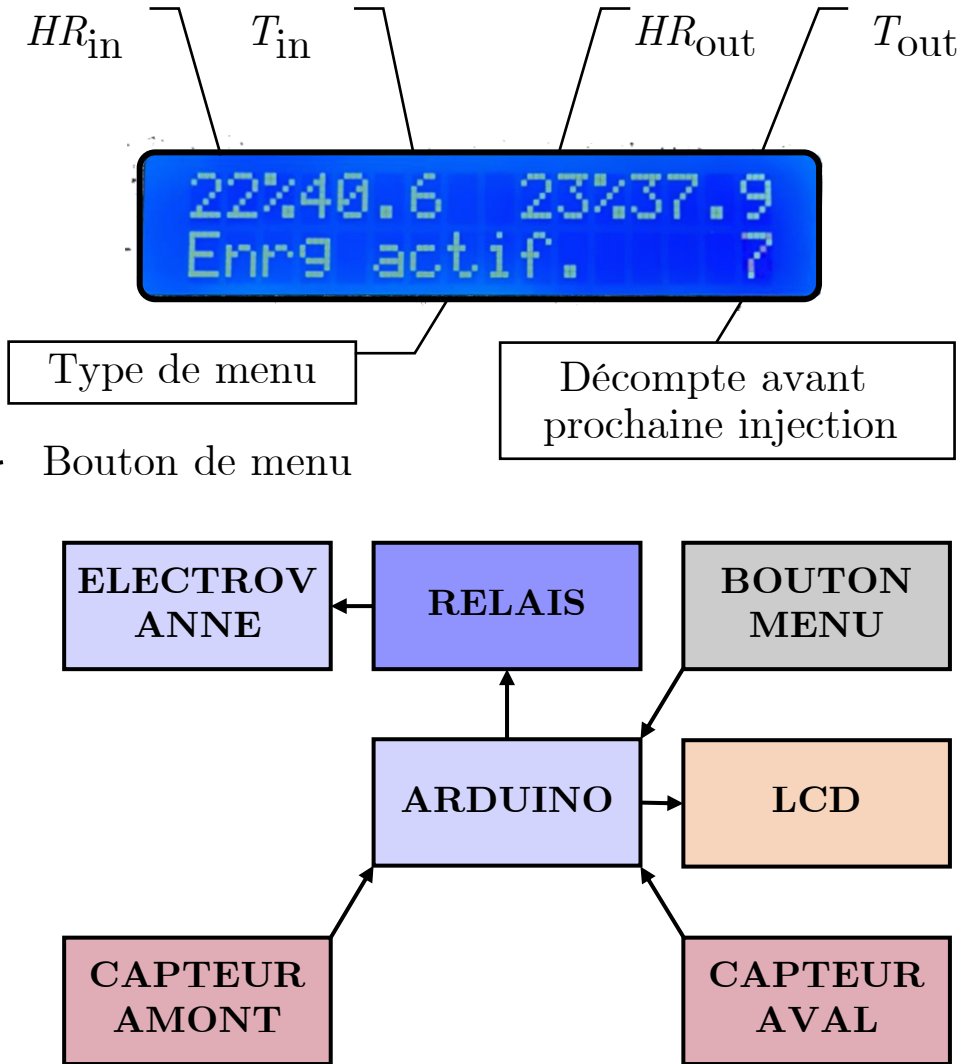 HRin Tin HRout Tout
22%40.6 23%37.9
Enrg actif. 7
Type de menu
Décompte avant
prochaine injection
Bouton de menu
ELECTROV
ANNE
RELAIS
BOUTON
MENU
ARDUINO
LCD
CAPTEUR
AMONT
CAPTEUR
AVAL